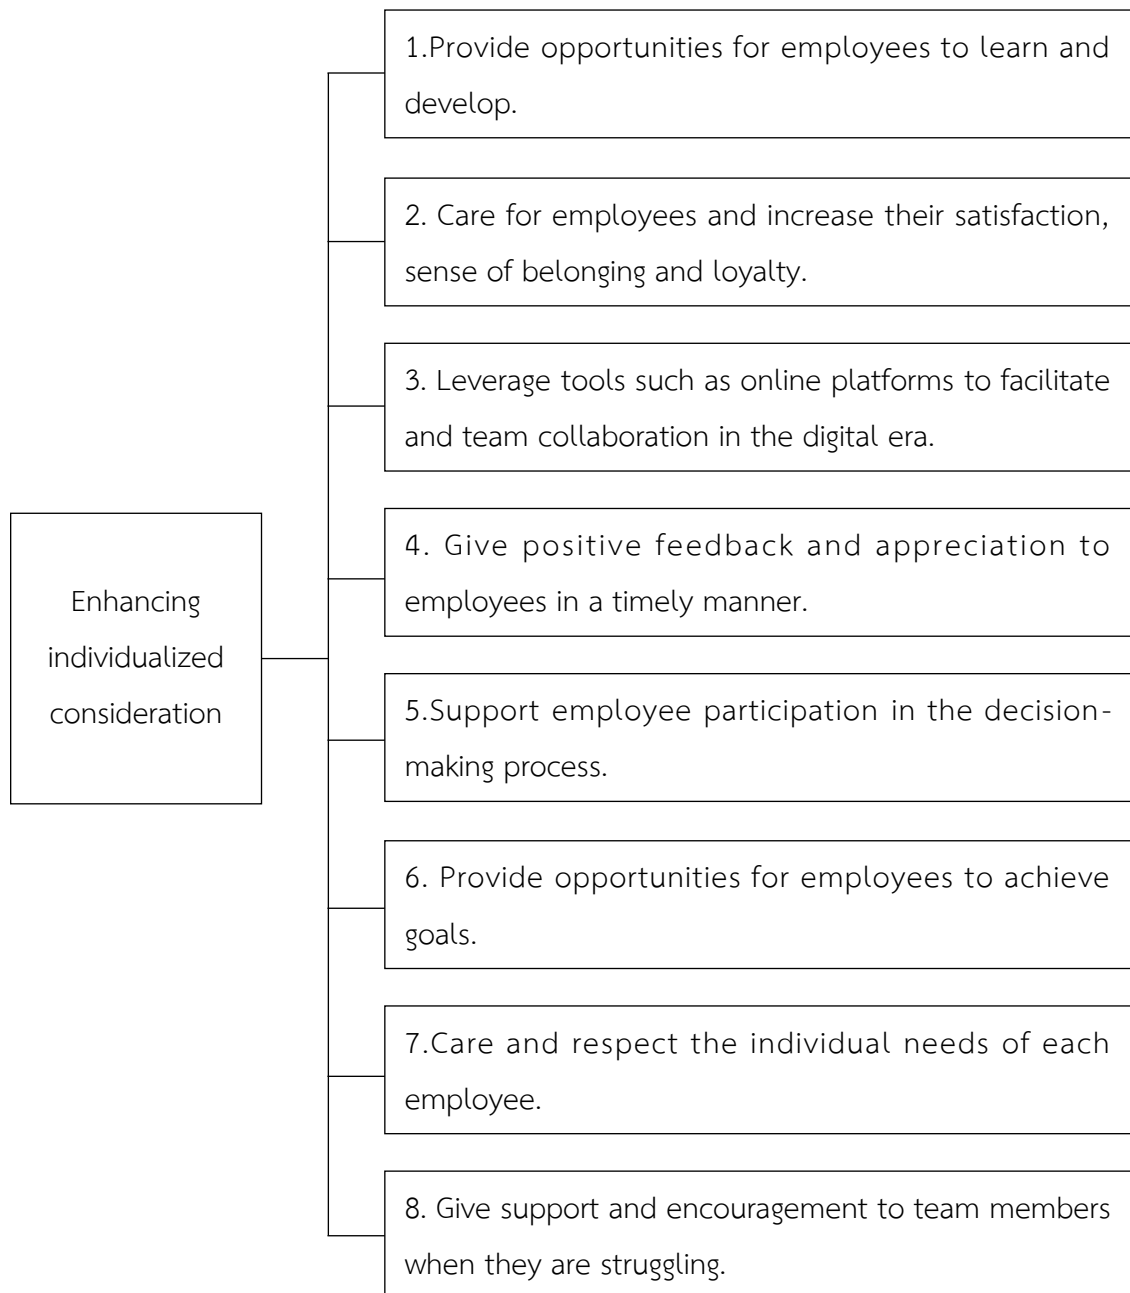 1.Provide opportunities for employees to learn and
develop.
2. Care for employees and increase their satisfaction,
sense of belonging and loyalty.
3. Leverage tools such as online platforms to facilitate
and team collaboration in the digital era.
4. Give positive feedback and appreciation to
employees in a timely manner.
Enhancing
individualized
consideration
5.Support employee participation in the decision-
making process.
6. Provide opportunities for employees to achieve
goals.
7.Care and respect the individual needs of each
employee.
8. Give support and encouragement to team members
when they are struggling.